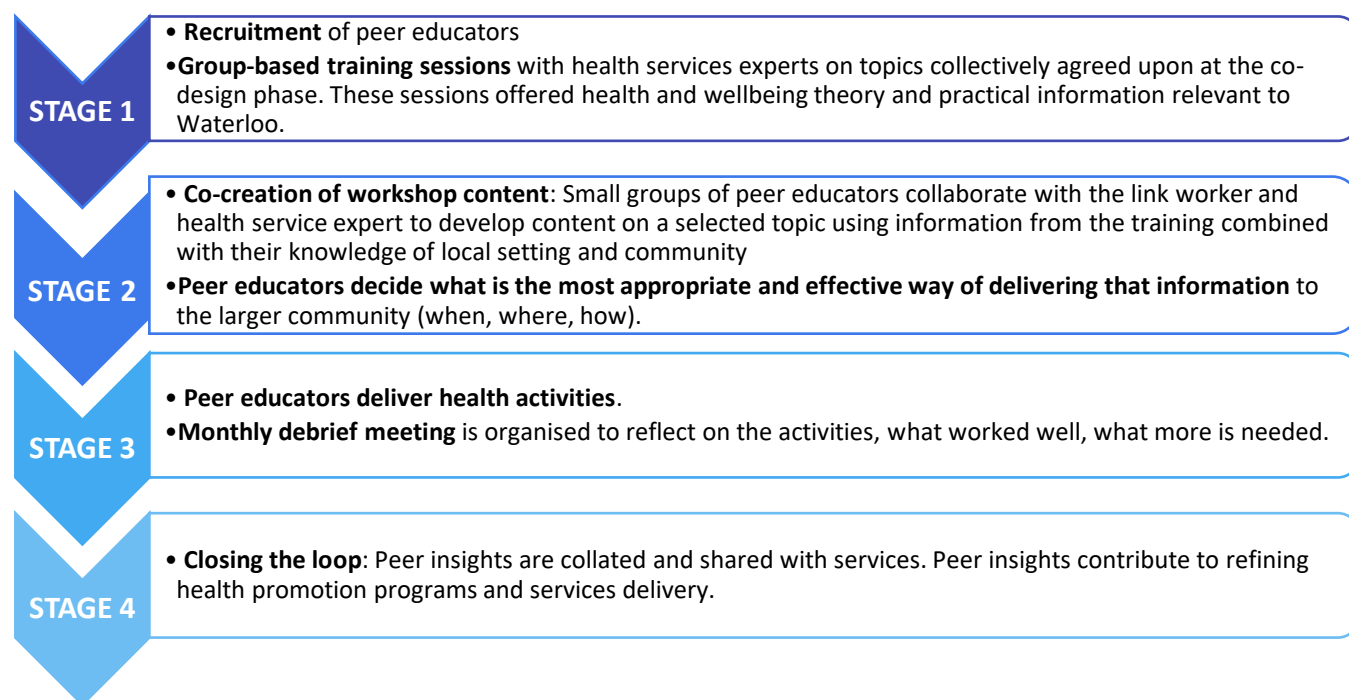 STAGE 1
• Recruitment of peer educators
•Group-based training sessions with health services experts on topics collectively agreed upon at the co-
design phase. These sessions offered health and wellbeing theory and practical information relevant to
Waterloo.
STAGE 2
• Co-creation of workshop content: Small groups of peer educators collaborate with the link worker and
health service expert to develop content on a selected topic using information from the training combined
with their knowledge of local setting and community
•Peer educators decide what is the most appropriate and effective way of delivering that information to
the larger community (when, where, how).
STAGE 3
• Peer educators deliver health activities.
•Monthly debrief meeting is organised to reflect on the activities, what worked well, what more is needed.
STAGE 4
• Closing the loop: Peer insights are collated and shared with services. Peer insights contribute to refining
health promotion programs and services delivery.